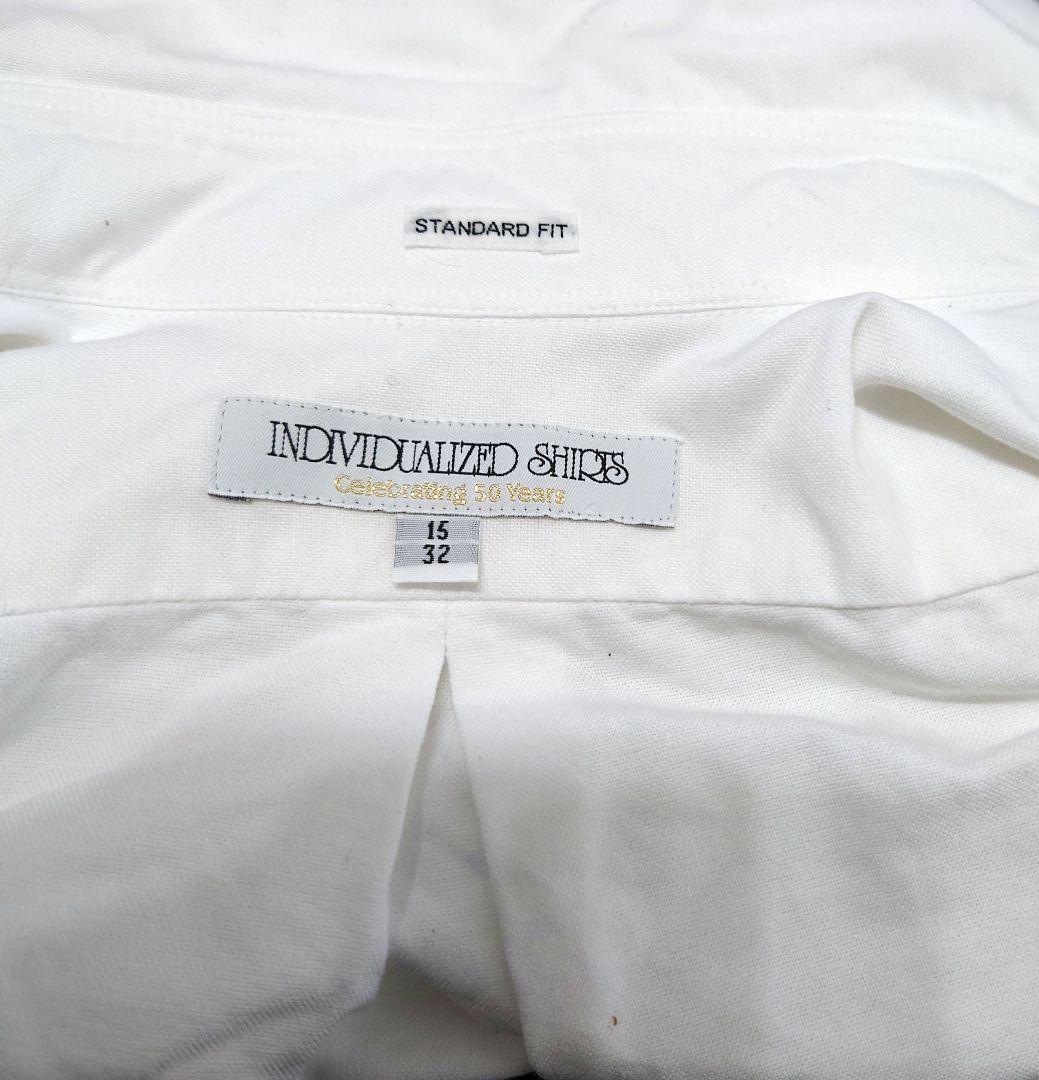 STANDARD FIT
INDIVIDUALIZED SHIRTS
Celebrating 50 Years
15
32